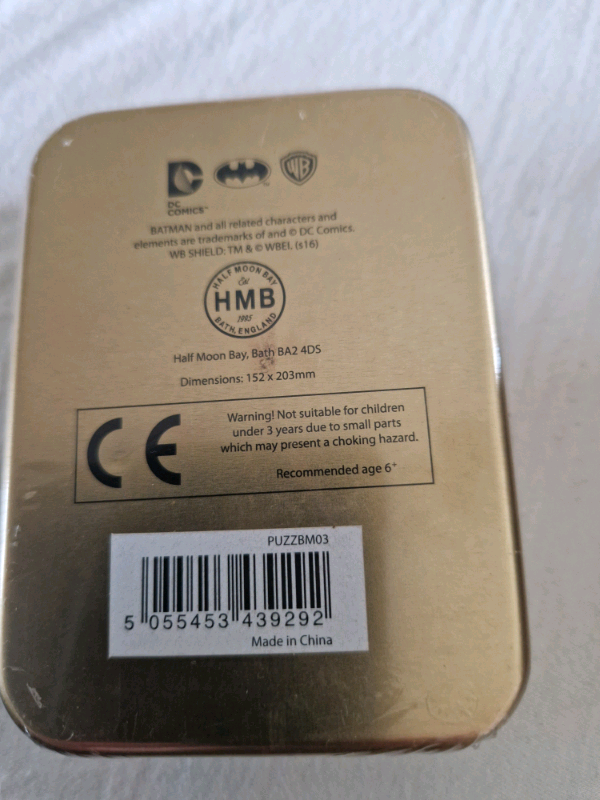 DC
COMICS™
WB
BATMAN and all related characters and
elements are trademarks of and © DC Comics.
WB SHIELD: TM & © WBEI. (s16)
HALF MOON BAY
Est
HMB
1985
BATH, ENGLAND
Half Moon Bay, Bath BA2 4DS
Dimensions: 152 x 203mm
CE
Warning! Not suitable for children
under 3 years due to small parts
which may present a choking hazard.
Recommended age 6+
PUZZBM03
5 055453 439292
Made in China